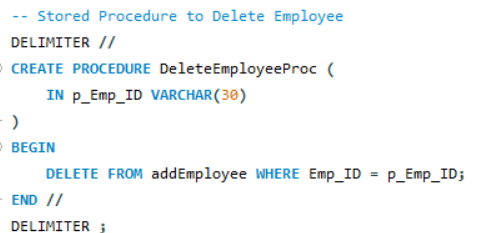 -- Stored Procedure to Delete Employee
DELIMITER //
CREATE PROCEDURE DeleteEmployeeProc (
    IN p_Emp_ID VARCHAR(30)
)
BEGIN
    DELETE FROM addEmployee WHERE Emp_ID = p_Emp_ID;
END //
DELIMITER ;